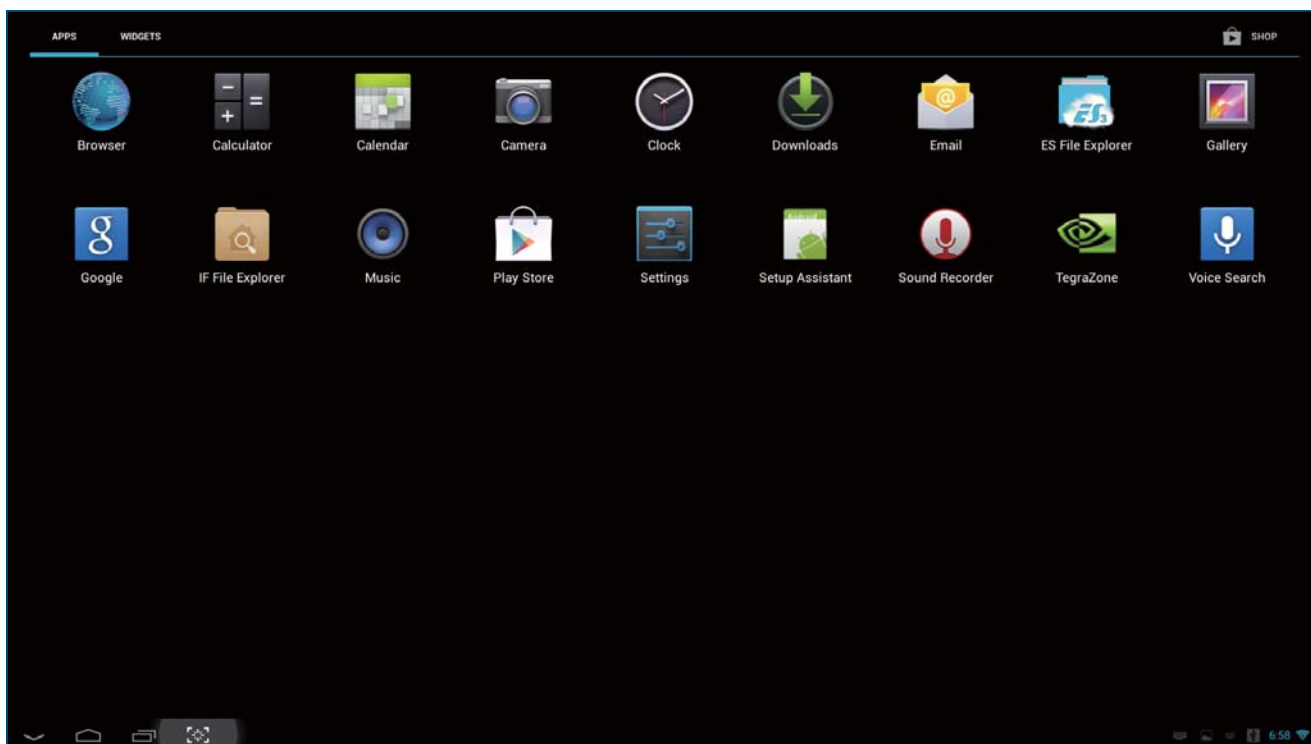 APPS WIDGETS SHOP
Browser Calculator Calendar Camera Clock Downloads Email ES File Explorer Gallery
Google IF File Explorer Music Play Store Settings Setup Assistant Sound Recorder TegraZone Voice Search
6:58